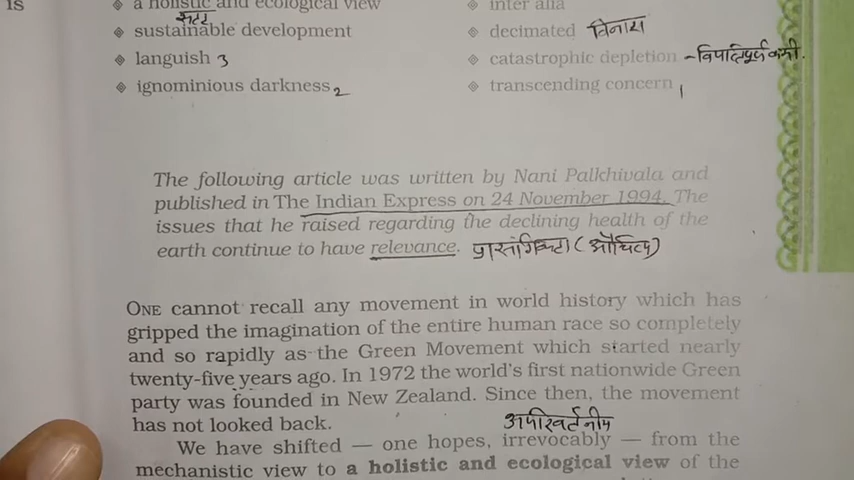 is
a holistic and ecological view
inter alia
सतत
sustainable development
decimated विनाश
languish 3
catastrophic depletion - विपत्तिपूर्ण कमी.
ignominious darkness 2
transcending concern 1
The following article was written by Nani Palkhivala and
published in The Indian Express on 24 November 1994. The
issues that he raised regarding the declining health of the
earth continue to have relevance. प्रासंगिकता (औचित्य)
ONE cannot recall any movement in world history which has
gripped the imagination of the entire human race so completely
and so rapidly as the Green Movement which started nearly
twenty-five years ago. In 1972 the world's first nationwide Green
party was founded in New Zealand. Since then, the movement
has not looked back.
अपरिवर्तनीय
We have shifted — one hopes, irrevocably — from the
mechanistic view to a holistic and ecological view of the